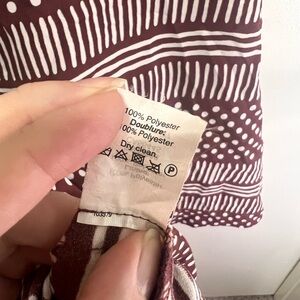 100% Polyester
Doublure:
100% Polyester
Dry clean.
P